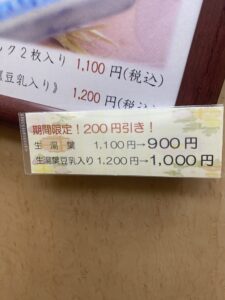 ック2枚入り 1,100円(税込)
《豆乳入り》 1,200円(税込)
期間限定!200円引き!
生湯葉 1.100円→900円
生湯葉豆乳入り 1.200円→1,000円